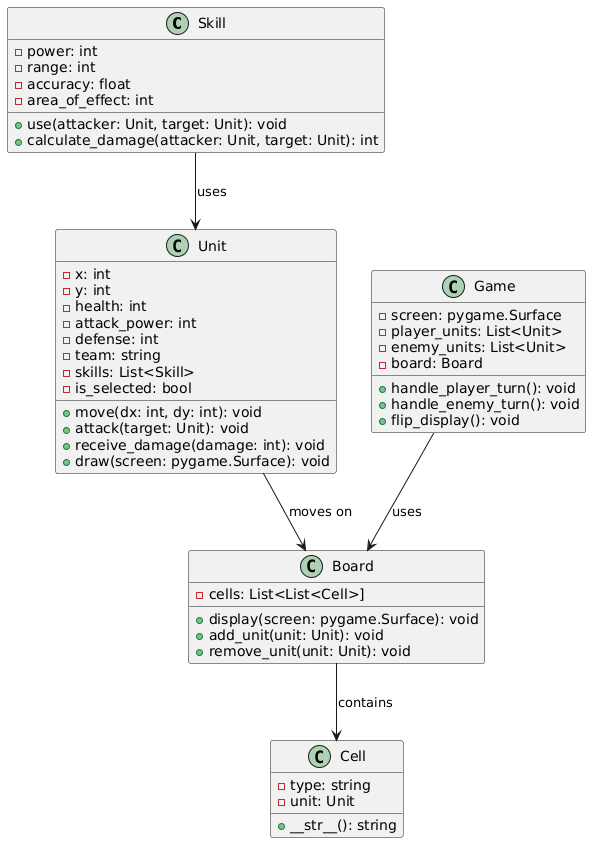 C Skill
power: int
range: int
accuracy: float
area_of_effect: int
use(attacker: Unit, target: Unit): void
calculate_damage(attacker: Unit, target: Unit): int
uses
C Unit
x: int
y: int
health: int
attack_power: int
defense: int
team: string
skills: List<Skill>
is_selected: bool
move(dx: int, dy: int): void
attack(target: Unit): void
receive_damage(damage: int): void
draw(screen: pygame.Surface): void
C Game
screen: pygame.Surface
player_units: List<Unit>
enemy_units: List<Unit>
board: Board
handle_player_turn(): void
handle_enemy_turn(): void
flip_display(): void
moves on
uses
C Board
cells: List<List<Cell>]
display(screen: pygame.Surface): void
add_unit(unit: Unit): void
remove_unit(unit: Unit): void
contains
C Cell
type: string
unit: Unit
__str__(): string